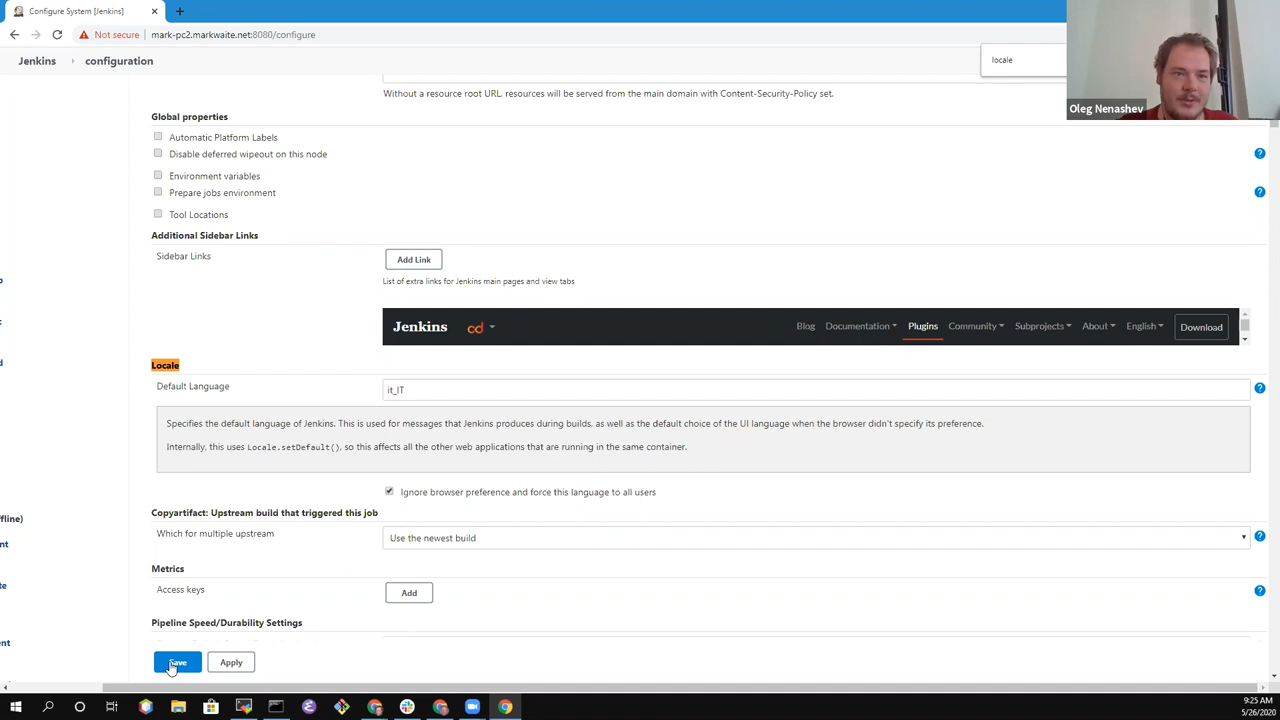 Configure System [Jenkins]
Not secure
mark-pc2.markwaite.net:8080/configure
locale
Oleg Nenashev
Jenkins
configuration
Without a resource root URL, resources will be served from the main domain with Content-Security-Policy set.
Global properties
Automatic Platform Labels
Disable deferred wipeout on this node
Environment variables
Prepare jobs environment
Tool Locations
Additional Sidebar Links
Sidebar Links
Add Link
List of extra links for Jenkins main pages and view tabs
Jenkins cd Blog Documentation Plugins Community Subprojects About English Download
Locale
Default Language
it_IT
Specifies the default language of Jenkins. This is used for messages that Jenkins produces during builds, as well as the default choice of the UI language when the browser didn't specify its preference.
Internally, this uses Locale.setDefault(), so this affects all the other web applications that are running in the same container.
Ignore browser preference and force this language to all users
Copyartifact: Upstream build that triggered this job
Which for multiple upstream
Use the newest build
Metrics
Access keys
Add
Pipeline Speed/Durability Settings
ffline)
Save
Apply
9:25 AM
5/26/2020